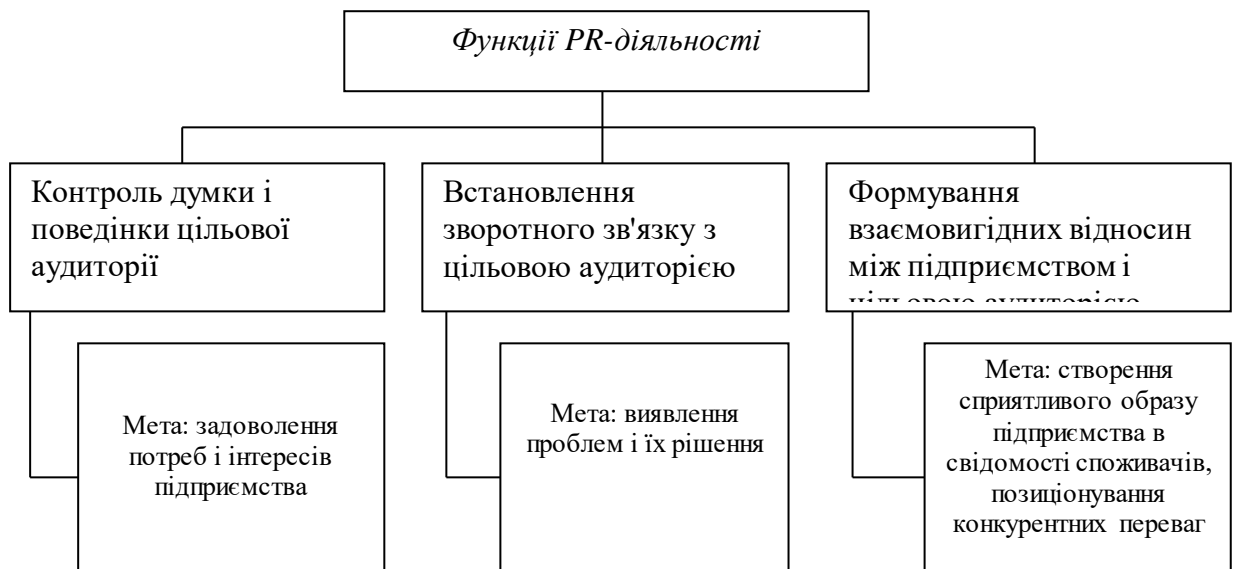 Функції PR-діяльності
Контроль думки і
поведінки цільової
аудиторії
Встановлення
зворотного зв'язку з
цільовою аудиторією
Формування
взаємовигідних відносин
між підприємством і
цільовою аудиторією
Мета: задоволення
потреб і інтересів
підприємства
Мета: виявлення
проблем і їх рішення
Мета: створення
сприятливого образу
підприємства в
свідомості споживачів,
позиціонування
конкурентних переваг